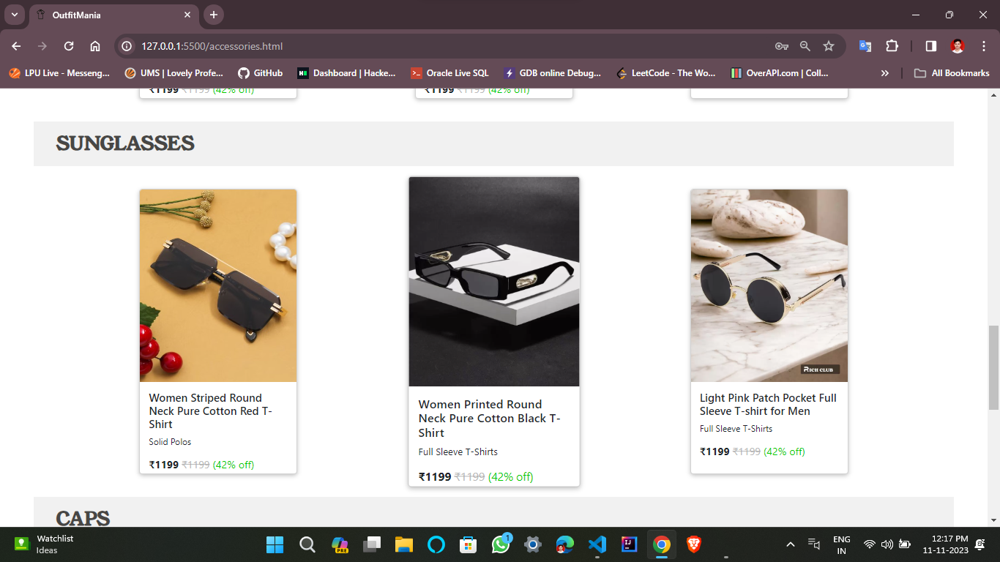 OutfitMania
127.0.0.1:5500/accessories.html
LPU Live - Messeng...
UMS | Lovely Profe...
GitHub
Dashboard | Hacke...
Oracle Live SQL
GDB online Debug...
LeetCode - The Wo...
OverAPI.com | Coll...
All Bookmarks
₹1199 ₹1199 (42% off)
₹1199 ₹1199 (42% off)
SUNGLASSES
RICH CLUB
Women Striped Round
Neck Pure Cotton Red T-
Shirt
Solid Polos
₹1199 ₹1199 (42% off)
Women Printed Round
Neck Pure Cotton Black T-
Shirt
Full Sleeve T-Shirts
₹1199 ₹1199 (42% off)
Light Pink Patch Pocket Full
Sleeve T-shirt for Men
Full Sleeve T-Shirts
₹1199 ₹1199 (42% off)
CAPS
Watchlist
Ideas
PRE
1
IJ
ENG
IN
12:17 PM
11-11-2023